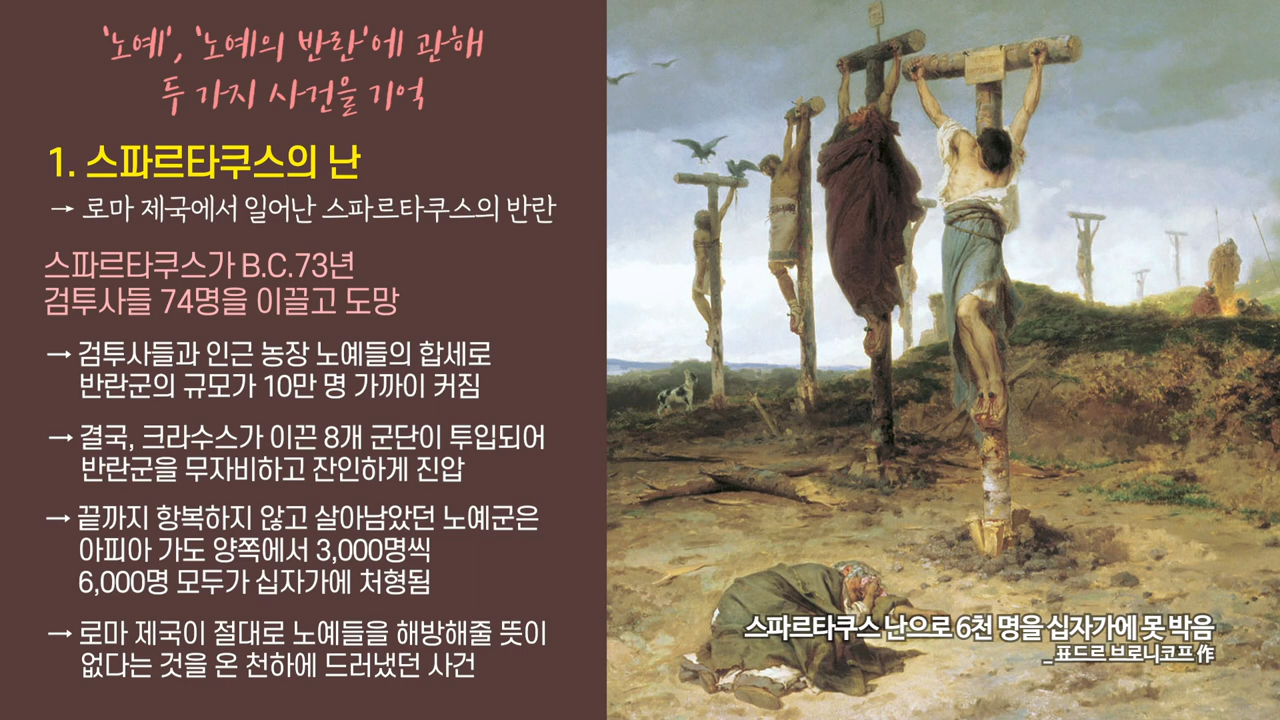 '노예', '노예의 반란'에 관해
두 가지 사건을 기억
1. 스파르타쿠스의 난
→ 로마 제국에서 일어난 스파르타쿠스의 반란
스파르타쿠스가 B.C.73년
검투사들 74명을 이끌고 도망
→ 검투사들과 인근 농장 노예들의 합세로
반란군의 규모가 10만 명 가까이 커짐
→ 결국, 크라수스가 이끈 8개 군단이 투입되어
반란군을 무자비하고 잔인하게 진압
→ 끝까지 항복하지 않고 살아남았던 노예군은
아피아 가도 양쪽에서 3,000명씩
6,000명 모두가 십자가에 처형됨
→ 로마 제국이 절대로 노예들을 해방해줄 뜻이
없다는 것을 온 천하에 드러냈던 사건
스파르타쿠스 난으로 6천 명을 십자가에 못 박음
_표드르 브로니코프 作